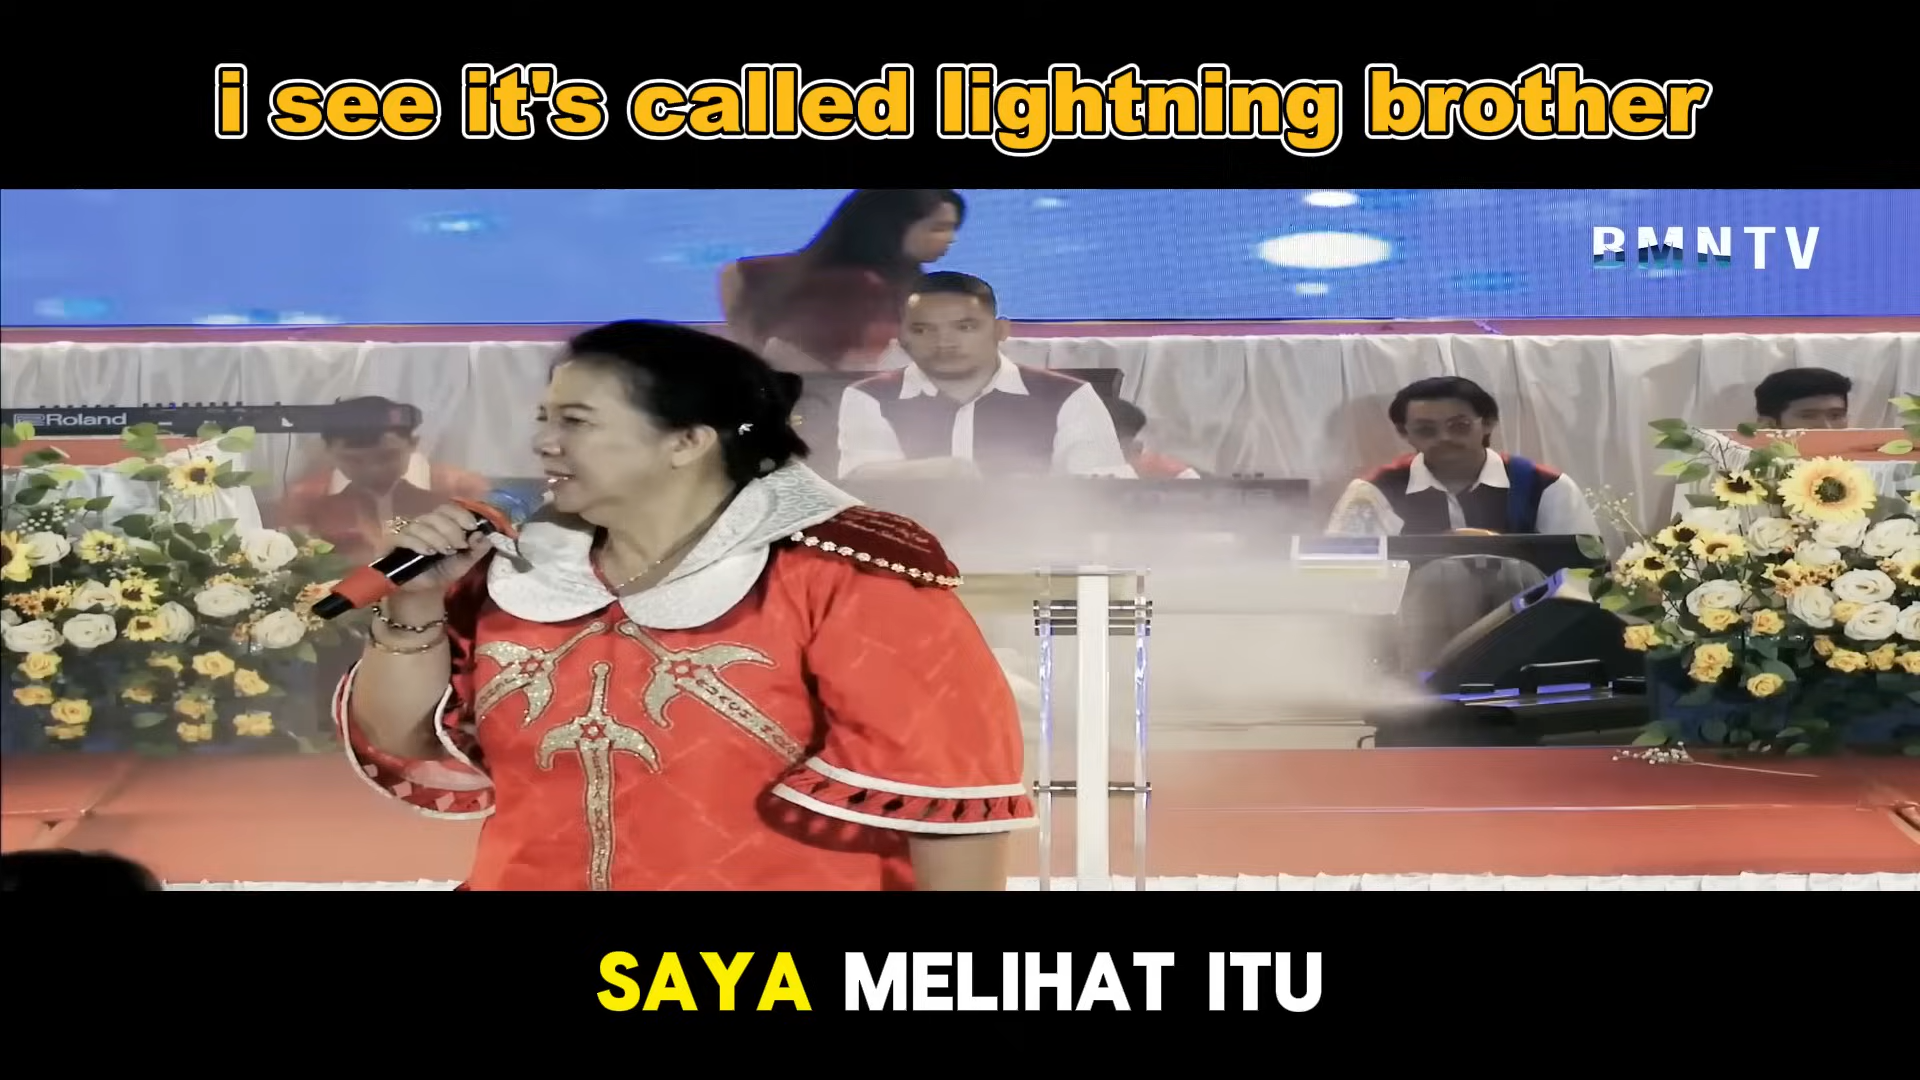 i see it's called lightning brother
BMNTV
Roland
SAYA MELIHAT ITU